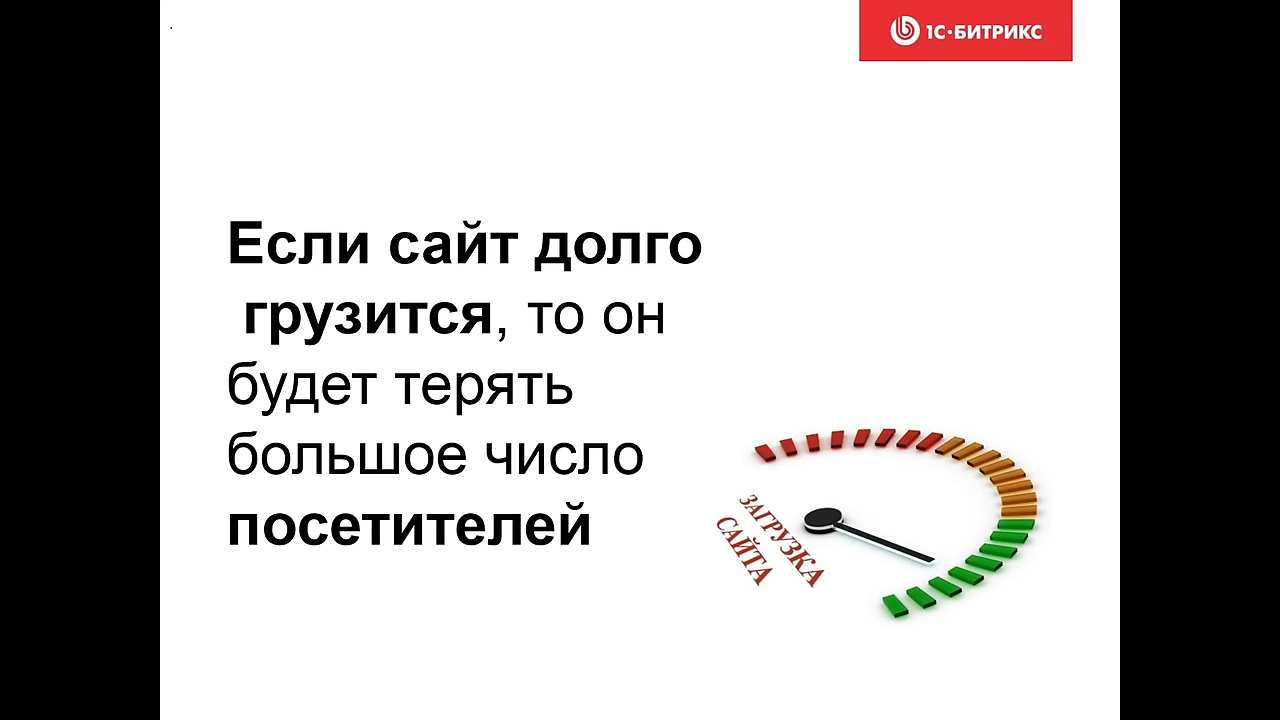 1С-БИТРИКС
Если сайт долго
грузится, то он
будет терять
большое число
посетителей
ЗАГРУЗКА
САЙТА